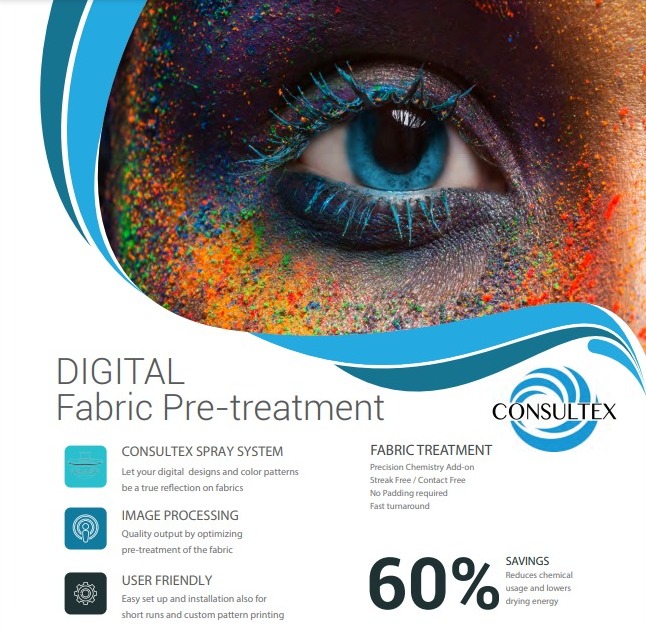 DIGITAL
Fabric Pre-treatment
CONSULTEX
CONSULTEX SPRAY SYSTEM
Let your digital designs and color patterns
be a true reflection on fabrics
IMAGE PROCESSING
Quality output by optimizing
pre-treatment of the fabric
USER FRIENDLY
Easy set up and installation also for
short runs and custom pattern printing
FABRIC TREATMENT
Precision Chemistry Add-on
Streak Free / Contact Free
No Padding required
Fast turnaround
60%
SAVINGS
Reduces chemical
usage and lowers
drying energy